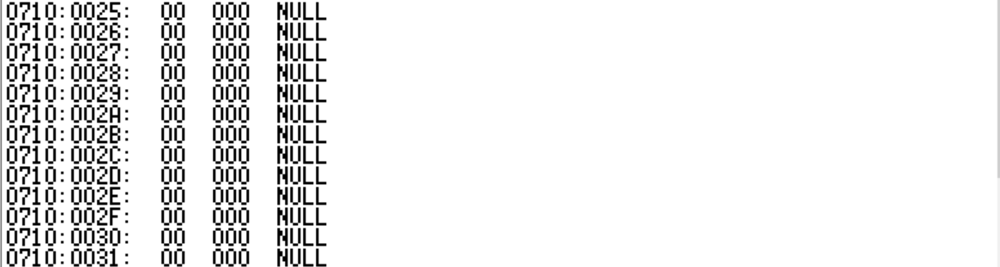 0710:0025: 00 000 NULL
0710:0026: 00 000 NULL
0710:0027: 00 000 NULL
0710:0028: 00 000 NULL
0710:0029: 00 000 NULL
0710:002A: 00 000 NULL
0710:002B: 00 000 NULL
0710:002C: 00 000 NULL
0710:002D: 00 000 NULL
0710:002E: 00 000 NULL
0710:002F: 00 000 NULL
0710:0030: 00 000 NULL
0710:0031: 00 000 NULL